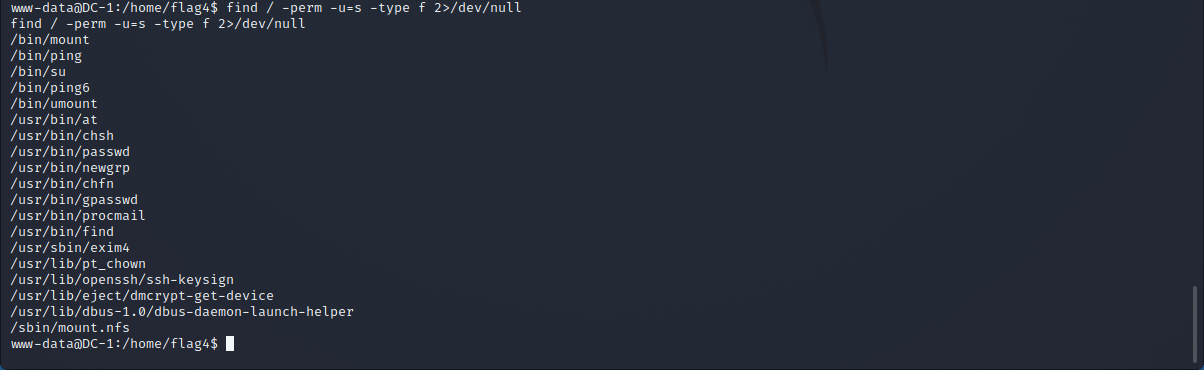 www-data@DC-1:/home/flag4$ find / -perm -u=s -type f 2>/dev/null
find / -perm -u=s -type f 2>/dev/null
/bin/mount
/bin/ping
/bin/su
/bin/ping6
/bin/umount
/usr/bin/at
/usr/bin/chsh
/usr/bin/passwd
/usr/bin/newgrp
/usr/bin/chfn
/usr/bin/gpasswd
/usr/bin/procmail
/usr/bin/find
/usr/sbin/exim4
/usr/lib/pt_chown
/usr/lib/openssh/ssh-keysign
/usr/lib/eject/dmcrypt-get-device
/usr/lib/dbus-1.0/dbus-daemon-launch-helper
/sbin/mount.nfs
www-data@DC-1:/home/flag4$